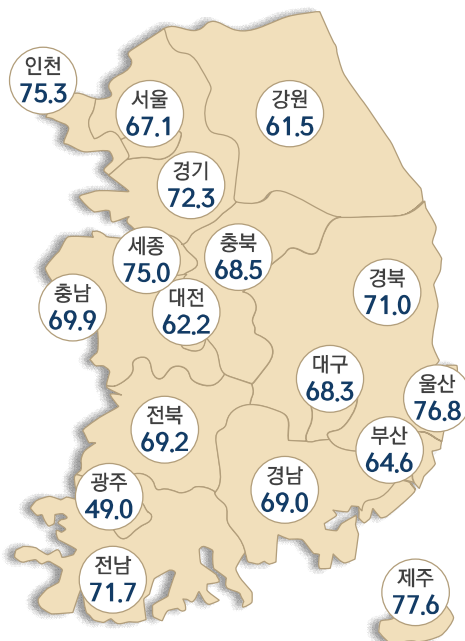 인천
75.3
서울
67.1
강원
61.5
경기
72.3
세종
75.0
충북
68.5
충남
69.9
대전
62.2
경북
71.0
대구
68.3
울산
76.8
전북
69.2
부산
64.6
광주
49.0
경남
69.0
전남
71.7
제주
77.6